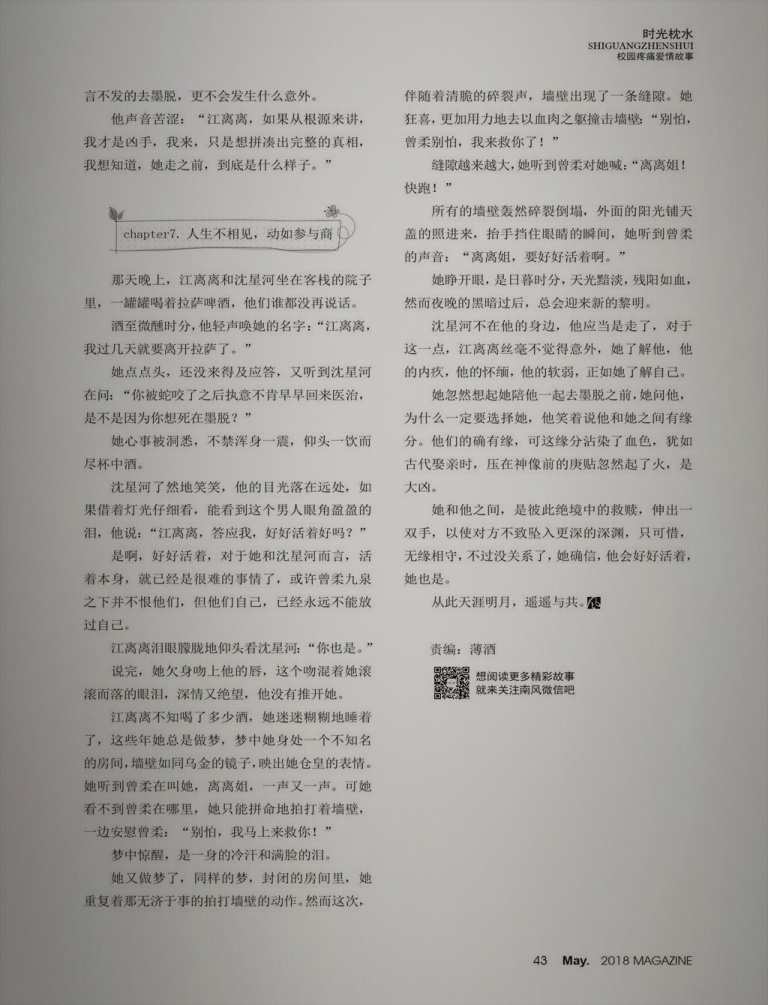 时光枕水
SHIGUANGZHENSHUI
校园疼痛爱情故事
言不发的去墨脱，更不会发生什么意外。
他声音苦涩：“江离离，如果从根源来讲，
我才是凶手，我来，只是想拼凑出完整的真相，
我想知道，她走之前，到底是什么样子。”
chapter7. 人生不相见，动如参与商
那天晚上，江离离和沈星河坐在客栈的院子
里，一罐罐喝着拉萨啤酒，他们谁都没再说话。
酒至微醺时分，他轻声唤她的名字：“江离离，
我过几天就要离开拉萨了。”
她点点头，还没来得及应答，又听到沈星河
在问：“你被蛇咬了之后执意不肯早早回来医治，
是不是因为你想死在墨脱？”
她心事被洞悉，不禁浑身一震，仰头一饮而
尽杯中酒。
沈星河了然地笑笑，他的目光落在远处，如
果借着灯光仔细看，能看到这个男人眼角盈盈的
泪，他说：“江离离，答应我，好好活着好吗？”
是啊，好好活着，对于她和沈星河而言，活
着本身，就已经是很难的事情了，或许曾柔九泉
之下并不恨他们，但他们自己，已经永远不能放
过自己。
江离离泪眼朦胧地仰头看沈星河：“你也是。”
说完，她欠身吻上他的唇，这个吻混着她滚
滚而落的眼泪，深情又绝望，他没有推开她。
江离离不知喝了多少酒，她迷迷糊糊地睡着
了，这些年她总是做梦，梦中她身处一个不知名
的房间，墙壁如同乌金的镜子，映出她仓皇的表情。
她听到曾柔在叫她，离离姐，一声又一声。可她
看不到曾柔在哪里，她只能拼命地拍打着墙壁，
一边安慰曾柔：“别怕，我马上来救你！”
梦中惊醒，是一身的冷汗和满脸的泪。
她又做梦了，同样的梦，封闭的房间里，她
重复着那无济于事的拍打墙壁的动作。然而这次，
伴随着清脆的碎裂声，墙壁出现了一条缝隙。她
狂喜，更加用力地去以血肉之躯撞击墙壁：“别怕，
曾柔别怕，我来救你了！”
缝隙越来越大，她听到曾柔对她喊：“离离姐！
快跑！”
所有的墙壁轰然碎裂倒塌，外面的阳光铺天
盖的照进来，抬手挡住眼睛的瞬间，她听到曾柔
的声音：“离离姐，要好好活着啊。”
她睁开眼，是日暮时分，天光黯淡，残阳如血，
然而夜晚的黑暗过后，总会迎来新的黎明。
沈星河不在他的身边，他应当是走了，对于
这一点，江离离丝毫不觉得意外，她了解他，他
的内疚，他的怀缅，他的软弱，正如她了解自己。
她忽然想起她陪他一起去墨脱之前，她问他，
为什么一定要选择她，他笑着说他和她之间有缘
分。他们的确有缘，可这缘分沾染了血色，犹如
古代娶亲时，压在神像前的庚贴忽然起了火，是
大凶。
她和他之间，是彼此绝境中的救赎，伸出一
双手，以使对方不致坠入更深的深渊，只可惜，
无缘相守，不过没关系了，她确信，他会好好活着，
她也是。
从此天涯明月，遥遥与共。
责编：薄酒
想阅读更多精彩故事
就来关注南风微信吧
43 May. 2018 MAGAZINE